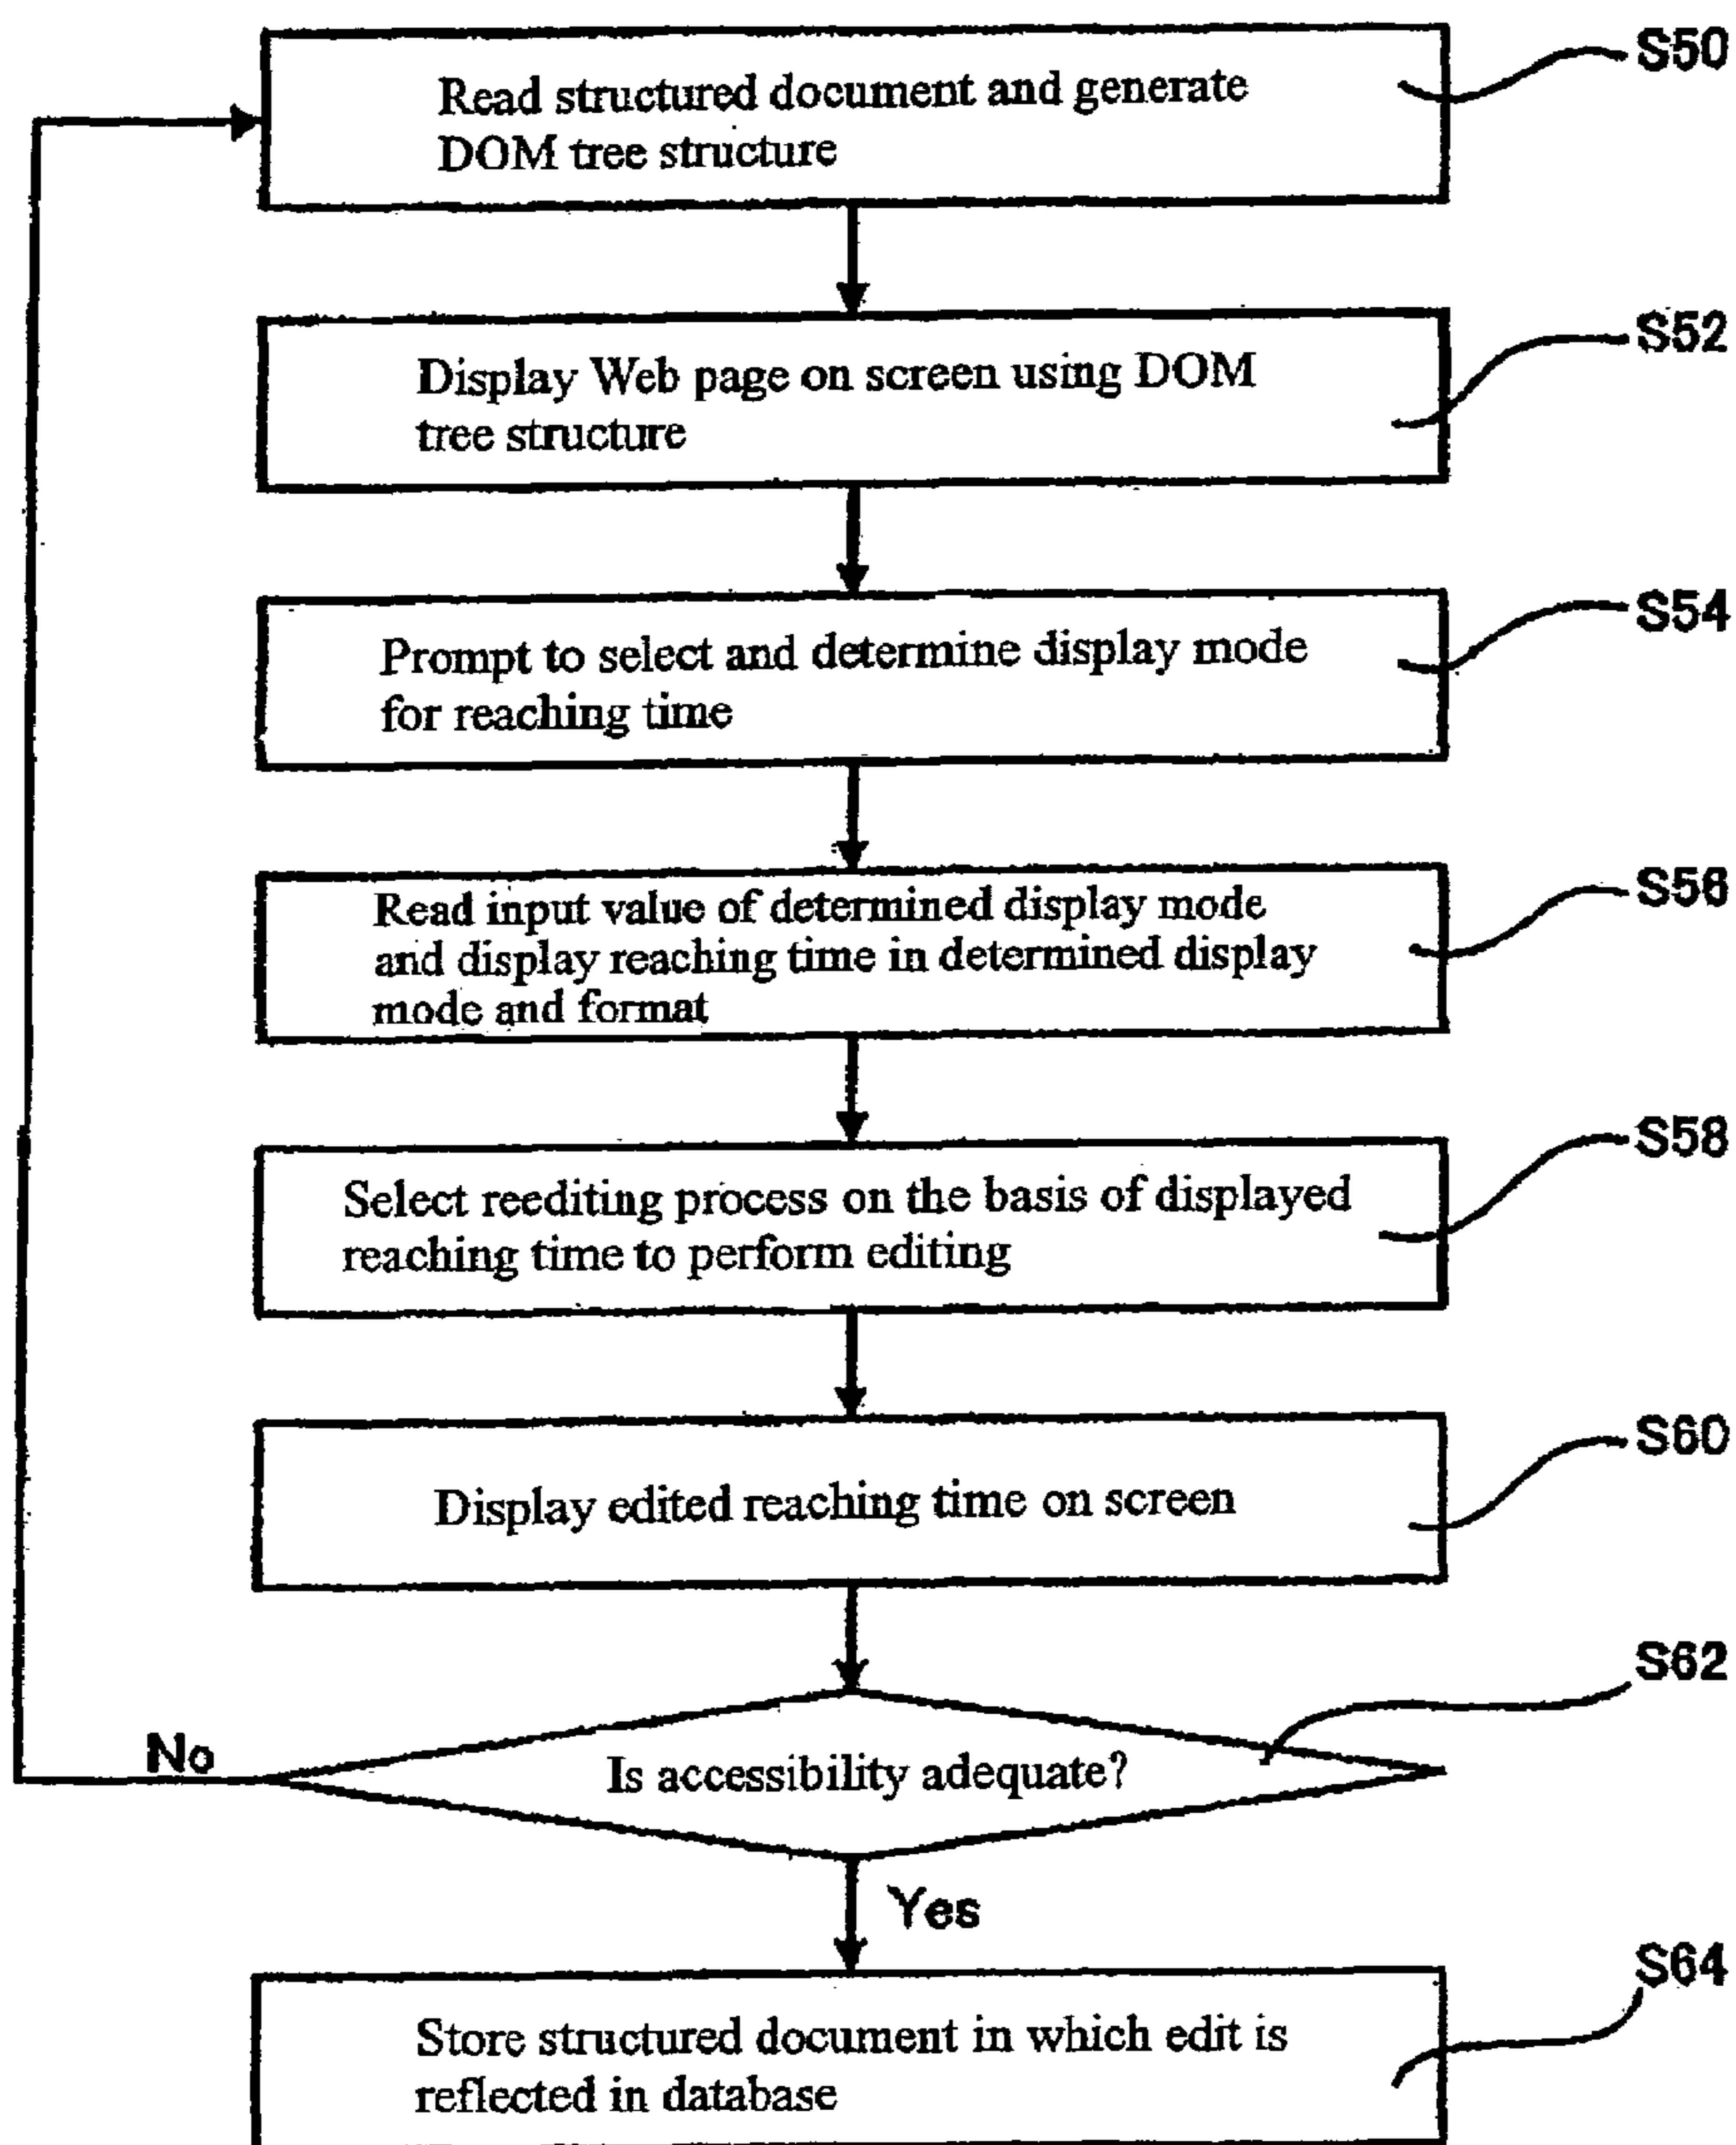 S50
Read structured document and generate
DOM tree structure
S52
Display Web page on screen using DOM
tree structure
S54
Prompt to select and determine display mode
for reaching time
S56
Read input value of determined display mode
and display reaching time in determined display
mode and format
S58
Select reediting process on the basis of displayed
reaching time to perform editing
S60
Display edited reaching time on screen
S62
No
Is accessibility adequate?
Yes
S64
Store structured document in which edit is
reflected in database